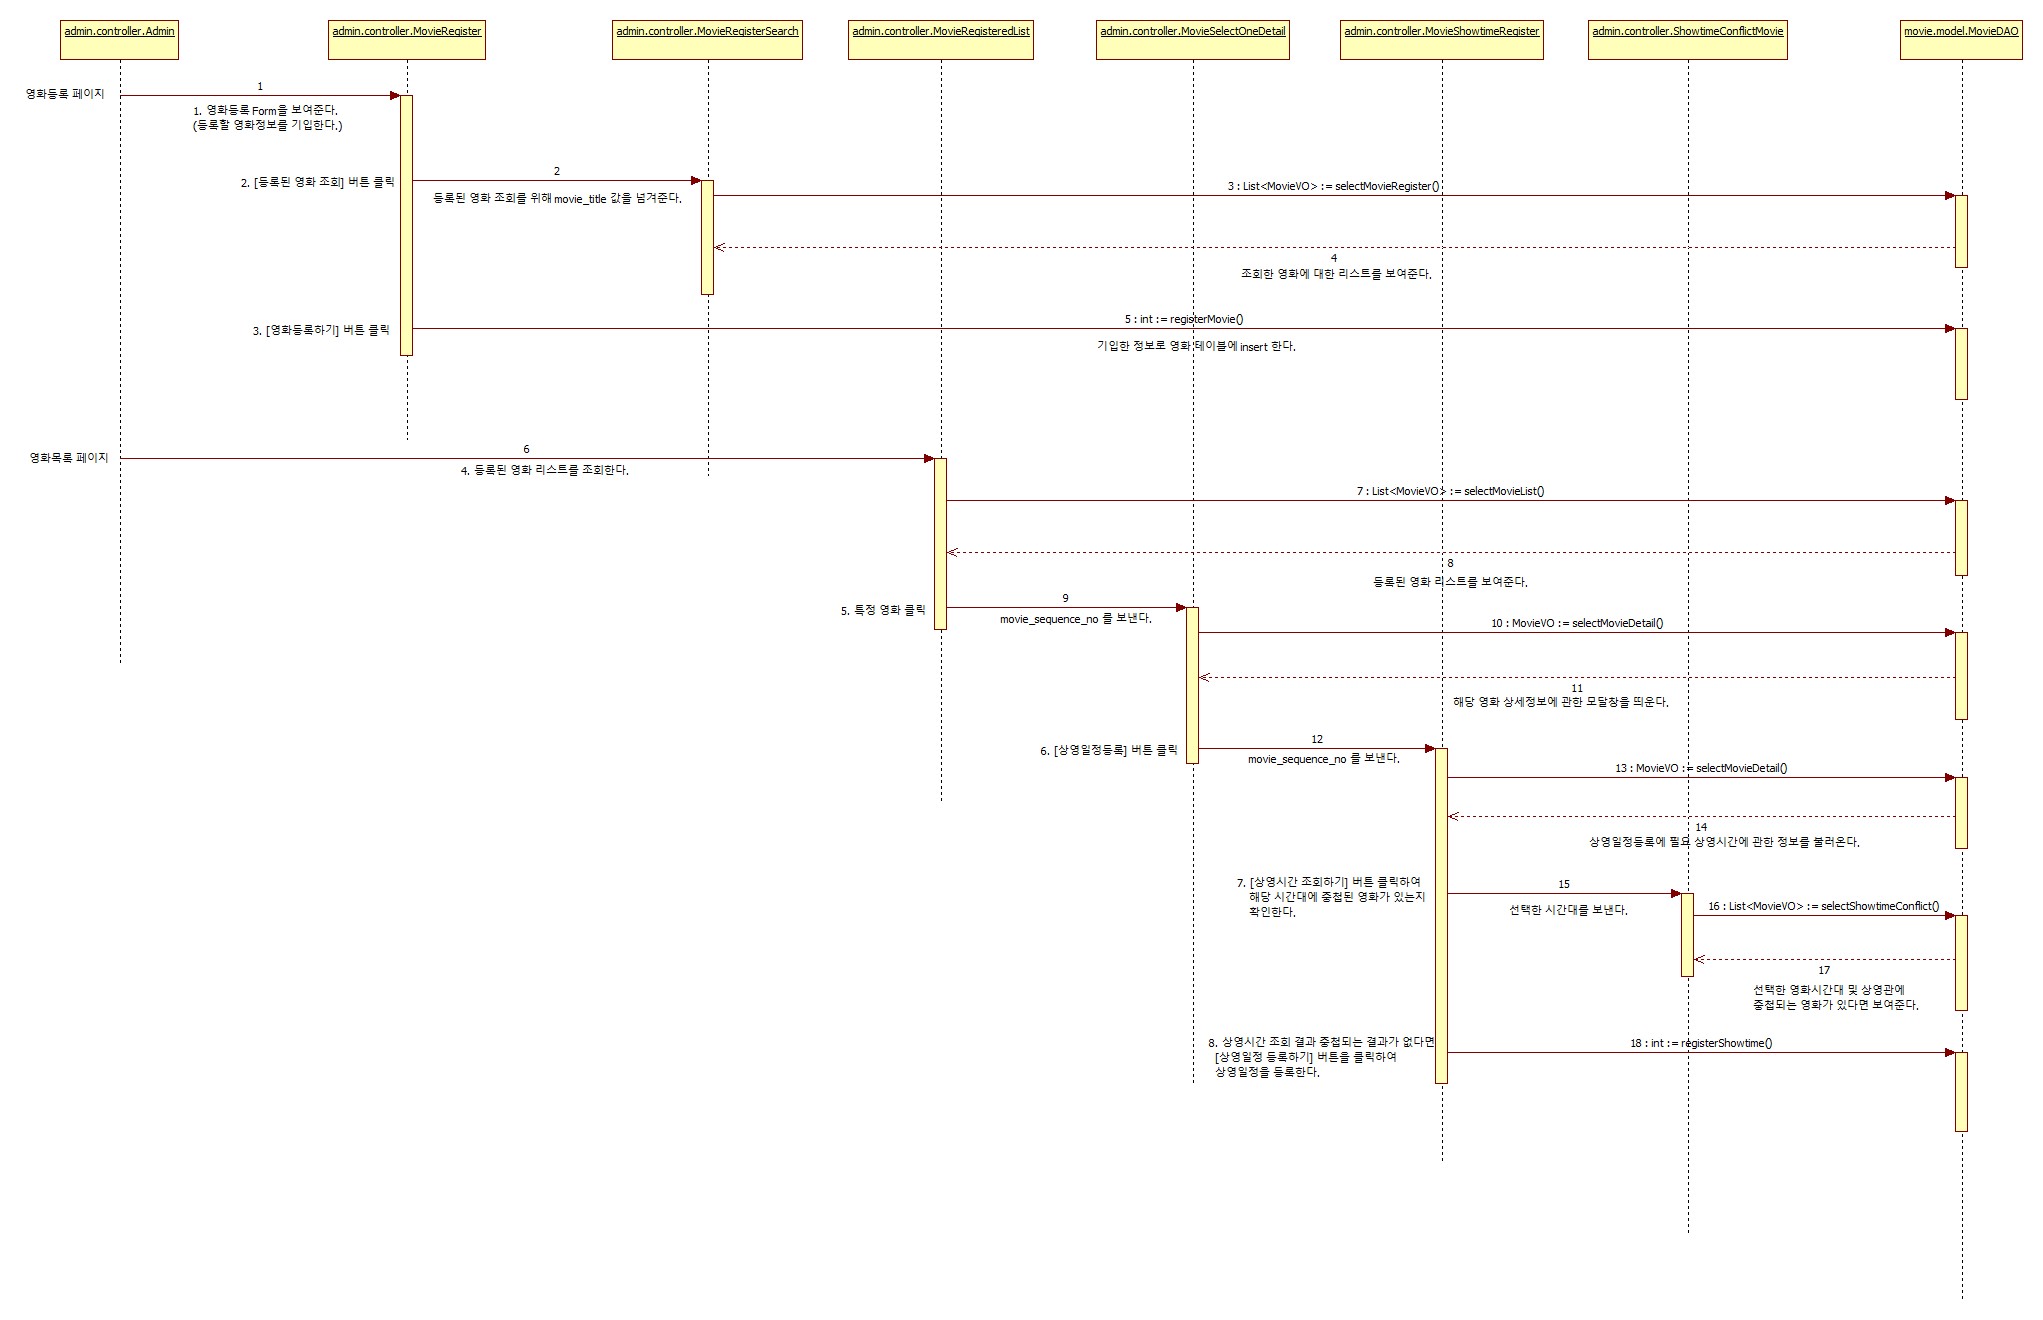 admin.controller.Admin
admin.controller.MovieRegister
admin.controller.MovieRegisterSearch
admin.controller.MovieRegisteredList
admin.controller.MovieSelectOneDetail
admin.controller.MovieShowtimeRegister
admin.controller.ShowtimeConflictMovie
movie.model.MovieDAO
영화등록 페이지
1
1. 영화등록 Form을 보여준다.
(등록할 영화정보를 기입한다.)
2. [등록된 영화 조회] 버튼 클릭
2
등록된 영화 조회를 위해 movie_title 값을 넘겨준다.
3 : List<MovieVO> := selectMovieRegister()
4
조회한 영화에 대한 리스트를 보여준다.
3. [영화등록하기] 버튼 클릭
5 : int := registerMovie()
기입한 정보로 영화 테이블에 insert 한다.
영화목록 페이지
6
4. 등록된 영화 리스트를 조회한다.
7 : List<MovieVO> := selectMovieList()
8
등록된 영화 리스트를 보여준다.
5. 특정 영화 클릭
9
movie_sequence_no 를 보낸다.
10 : MovieVO := selectMovieDetail()
11
해당 영화 상세정보에 관한 모달창을 띄운다.
6. [상영일정등록] 버튼 클릭
12
movie_sequence_no 를 보낸다.
13 : MovieVO := selectMovieDetail()
14
상영일정등록에 필요 상영시간에 관한 정보를 불러온다.
7. [상영시간 조회하기] 버튼 클릭하여
해당 시간대에 중첩된 영화가 있는지
확인한다.
15
선택한 시간대를 보낸다.
16 : List<MovieVO> := selectShowtimeConflict()
17
선택한 영화시간대 및 상영관에
중첩되는 영화가 있다면 보여준다.
8. 상영시간 조회 결과 중첩되는 결과가 없다면
[상영일정 등록하기] 버튼을 클릭하여
상영일정을 등록한다.
18 : int := registerShowtime()